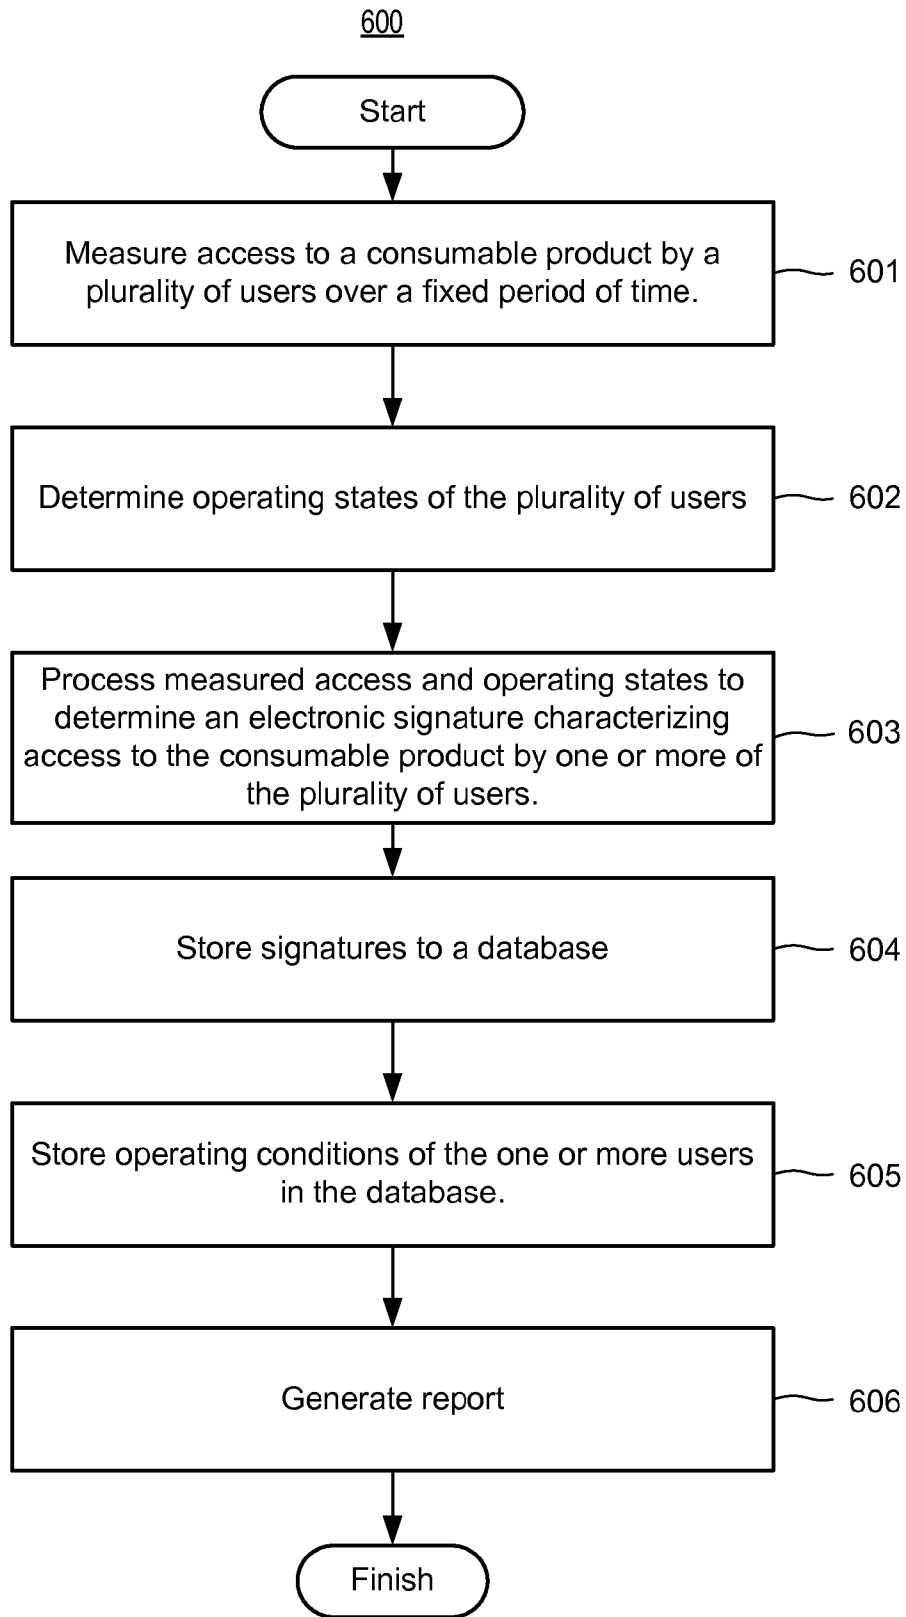 600
Start
Measure access to a consumable product by a
plurality of users over a fixed period of time.
601
Determine operating states of the plurality of users
602
Process measured access and operating states to
determine an electronic signature characterizing
access to the consumable product by one or more of
the plurality of users.
603
Store signatures to a database
604
Store operating conditions of the one or more users
in the database.
605
Generate report
606
Finish